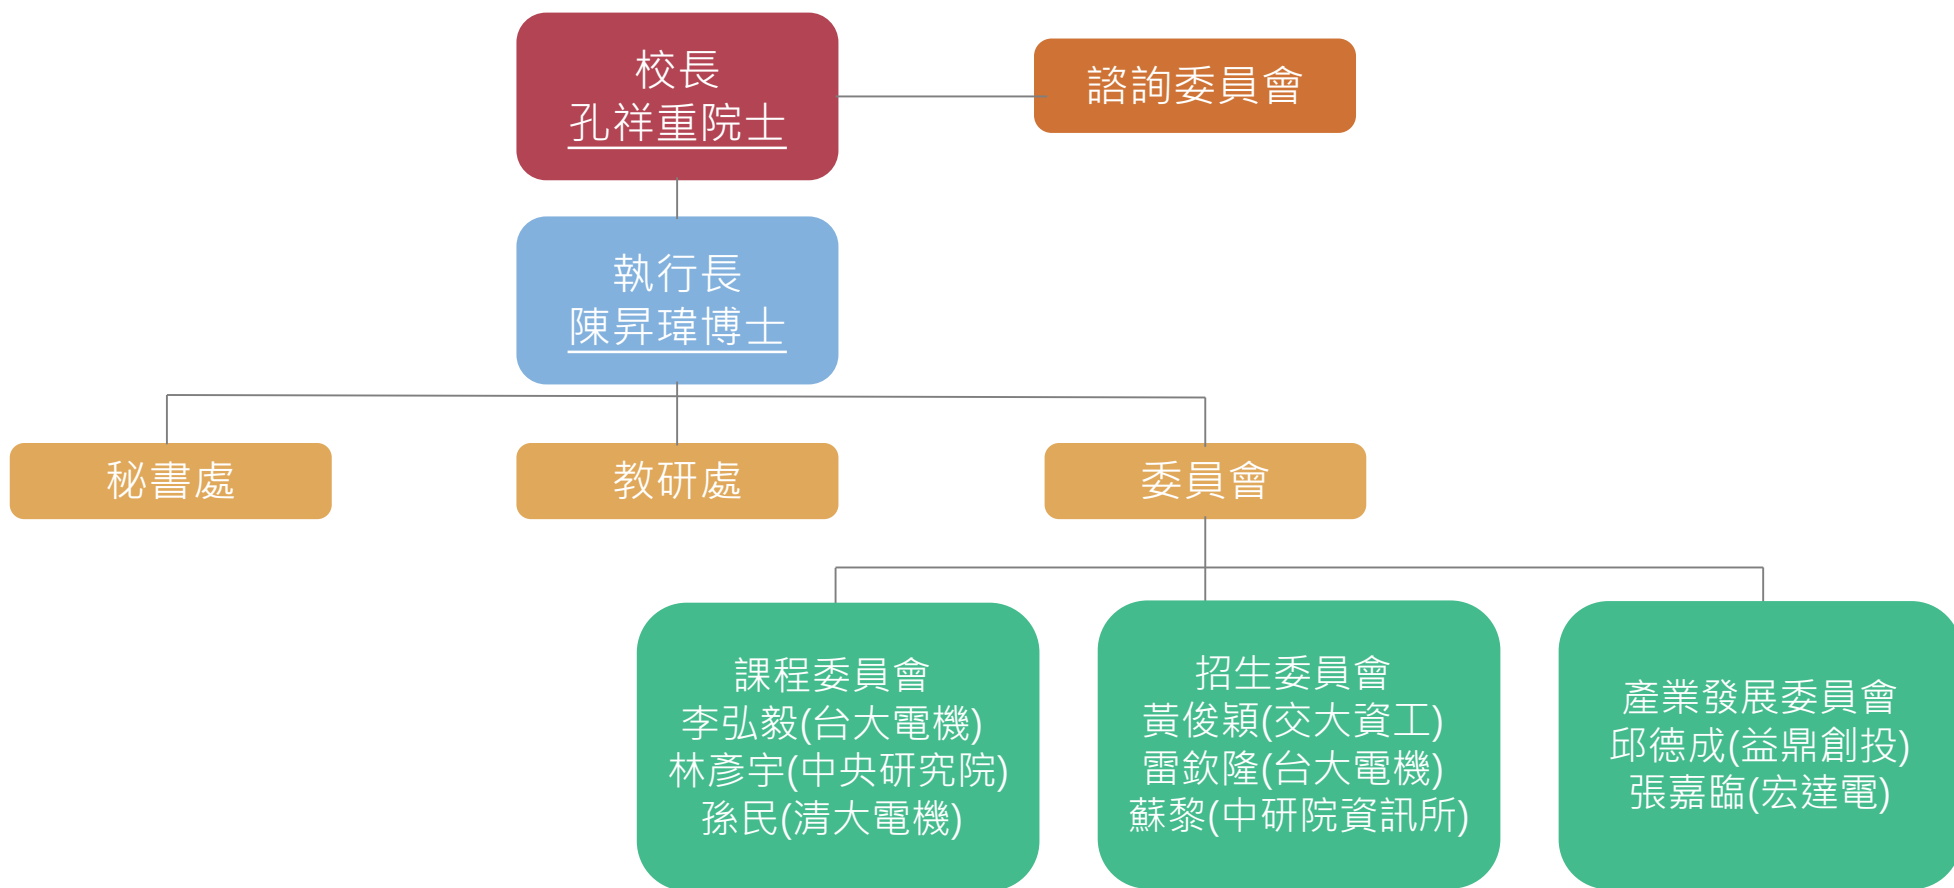 校長
孔祥重院士
諮詢委員會
執行長
陳昇瑋博士
秘書處
教研處
委員會
課程委員會
李弘毅(台大電機)
林彥宇(中央研究院)
孫民(清大電機)
招生委員會
黃俊穎(交大資工)
雷欽隆(台大電機)
蘇黎(中研院資訊所)
產業發展委員會
邱德成(益鼎創投)
張嘉臨(宏達電)